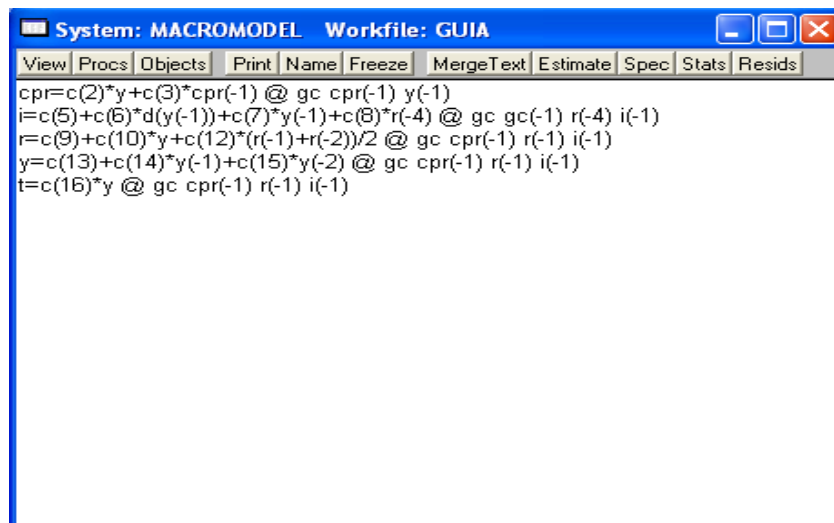 System: MACROMODEL Workfile: GUIA
View Procs Objects Print Name Freeze MergeText Estimate Spec Stats Resids
cpr=c(2)*y+c(3)*cpr(-1) @ gc cpr(-1) y(-1)
i=c(5)+c(6)*d(y(-1))+c(7)*y(-1)+c(8)*r(-4) @ gc gc(-1) r(-4) i(-1)
r=c(9)+c(10)*y+c(12)*(r(-1)+r(-2))/2 @ gc cpr(-1) r(-1) i(-1)
y=c(13)+c(14)*y(-1)+c(15)*y(-2) @ gc cpr(-1) r(-1) i(-1)
t=c(16)*y @ gc cpr(-1) r(-1) i(-1)